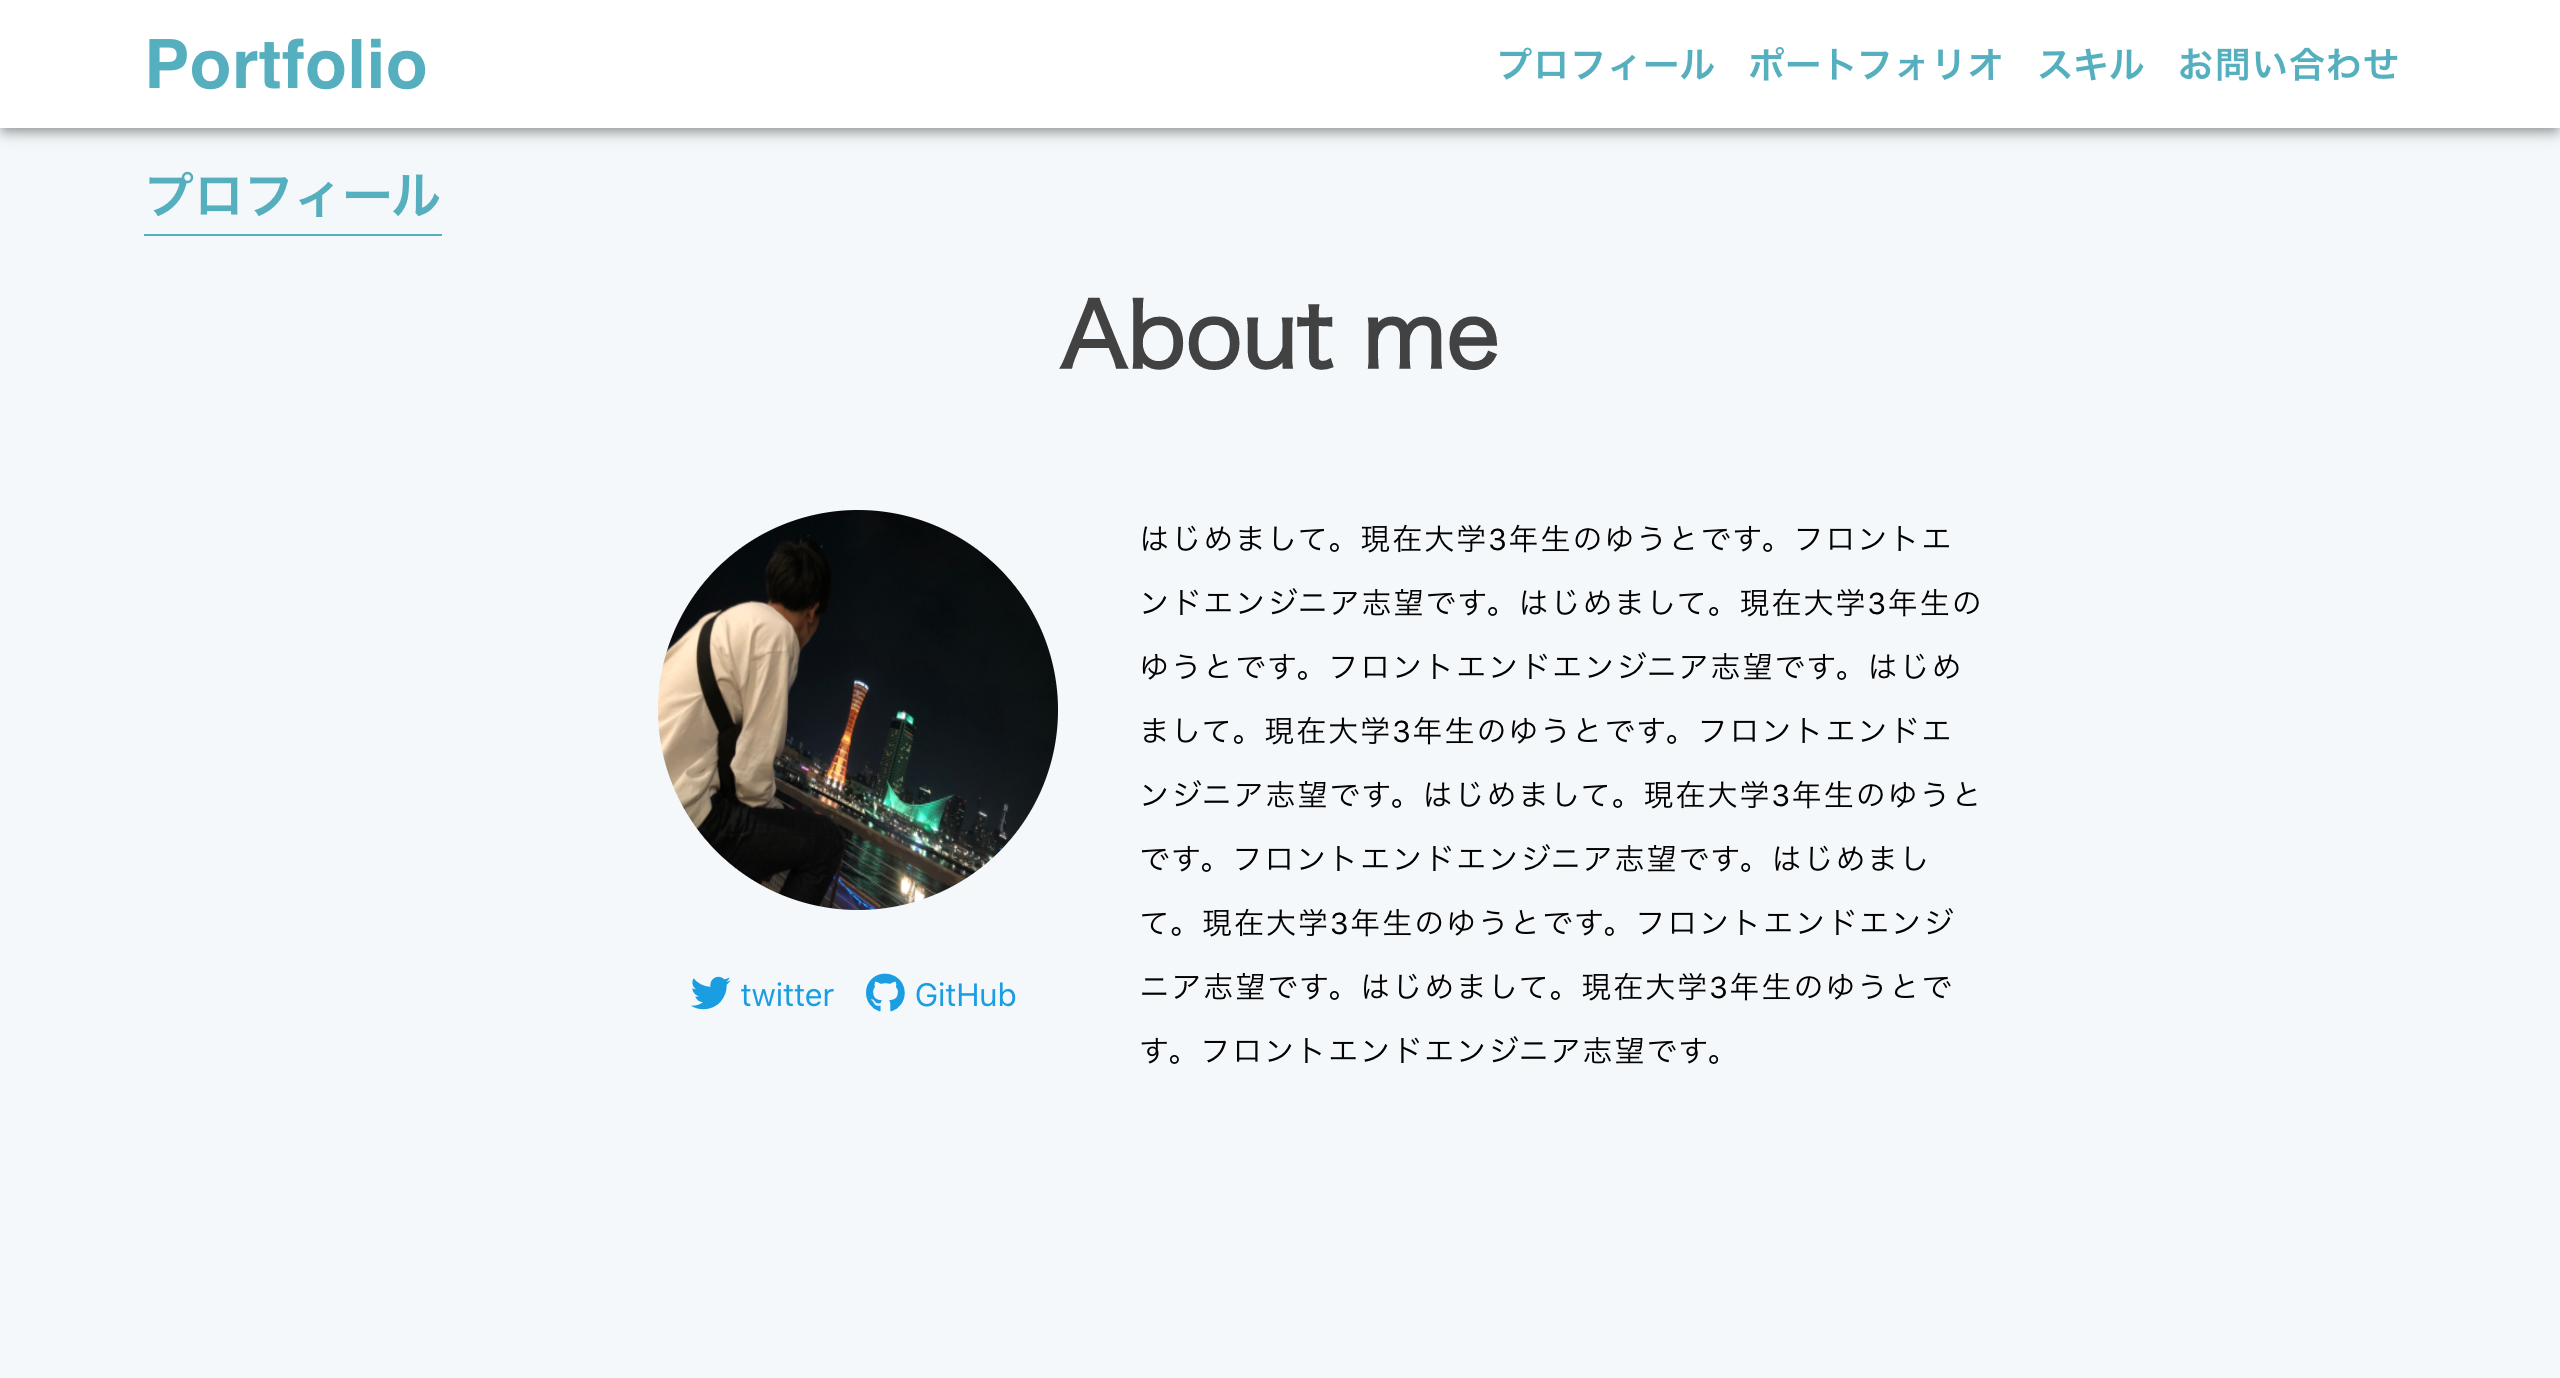 Portfolio
プロフィール ポートフォリオ スキル お問い合わせ
プロフィール
About me
はじめまして。現在大学3年生のゆうとです。フロントエ
ンドエンジニア志望です。はじめまして。現在大学3年生の
ゆうとです。フロントエンドエンジニア志望です。はじめ
まして。現在大学3年生のゆうとです。フロントエンドエ
ンジニア志望です。はじめまして。現在大学3年生のゆうと
です。フロントエンドエンジニア志望です。はじめまし
て。現在大学3年生のゆうとです。フロントエンドエンジ
ニア志望です。はじめまして。現在大学3年生のゆうとで
す。フロントエンドエンジニア志望です。
twitter GitHub